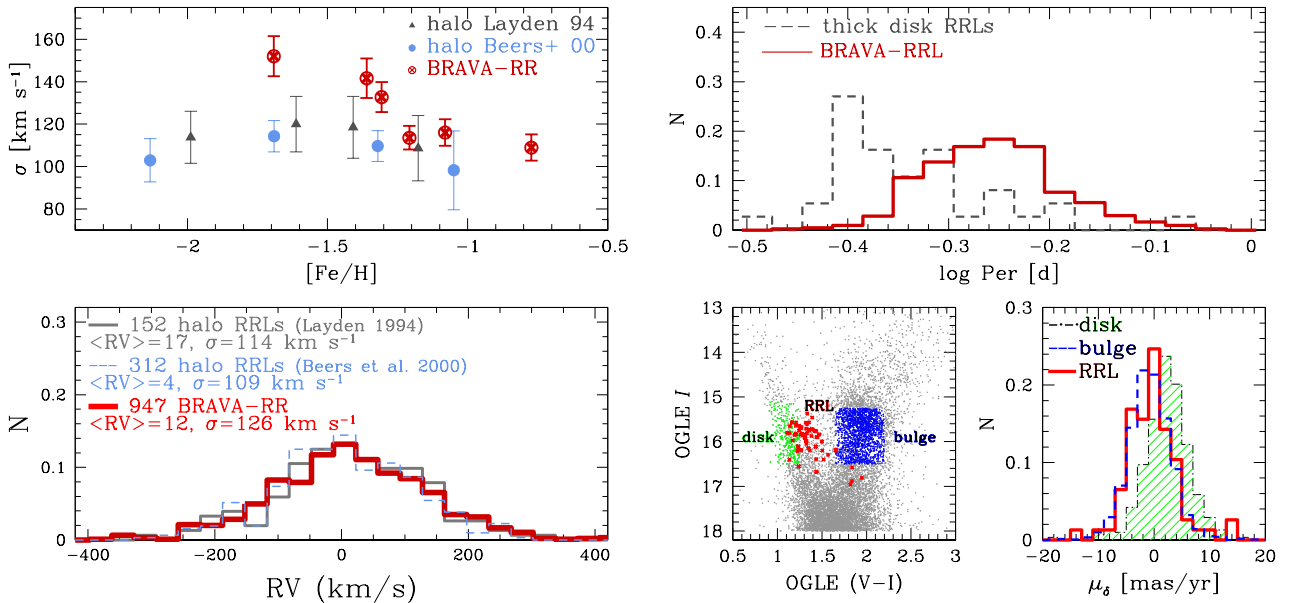 160
140
120
100
80
σ [km s⁻¹]
halo Layden 94
halo Beers+ 00
BRAVA−RR
−2 −1.5 −1 −0.5
[Fe/H]
0.4
0.2
0
N
thick disk RRLs
BRAVA−RRL
−0.5 −0.4 −0.3 −0.2 −0.1 0
log Per [d]
0.3
0.2
0.1
0
N
152 halo RRLs (Layden 1994)
<RV>=17, σ=114 km s⁻¹
312 halo RRLs (Beers et al. 2000)
<RV>=4, σ=109 km s⁻¹
947 BRAVA−RR
<RV>=12, σ=126 km s⁻¹
−400 −200 0 200 400
RV (km/s)
13
14
15
16
17
18
OGLE I
RRL
disk
bulge
0.5 1 1.5 2 2.5 3
OGLE (V−I)
0.3
0.2
0.1
0
N
disk
bulge
RRL
−20 −10 0 10 20
μδ [mas/yr]